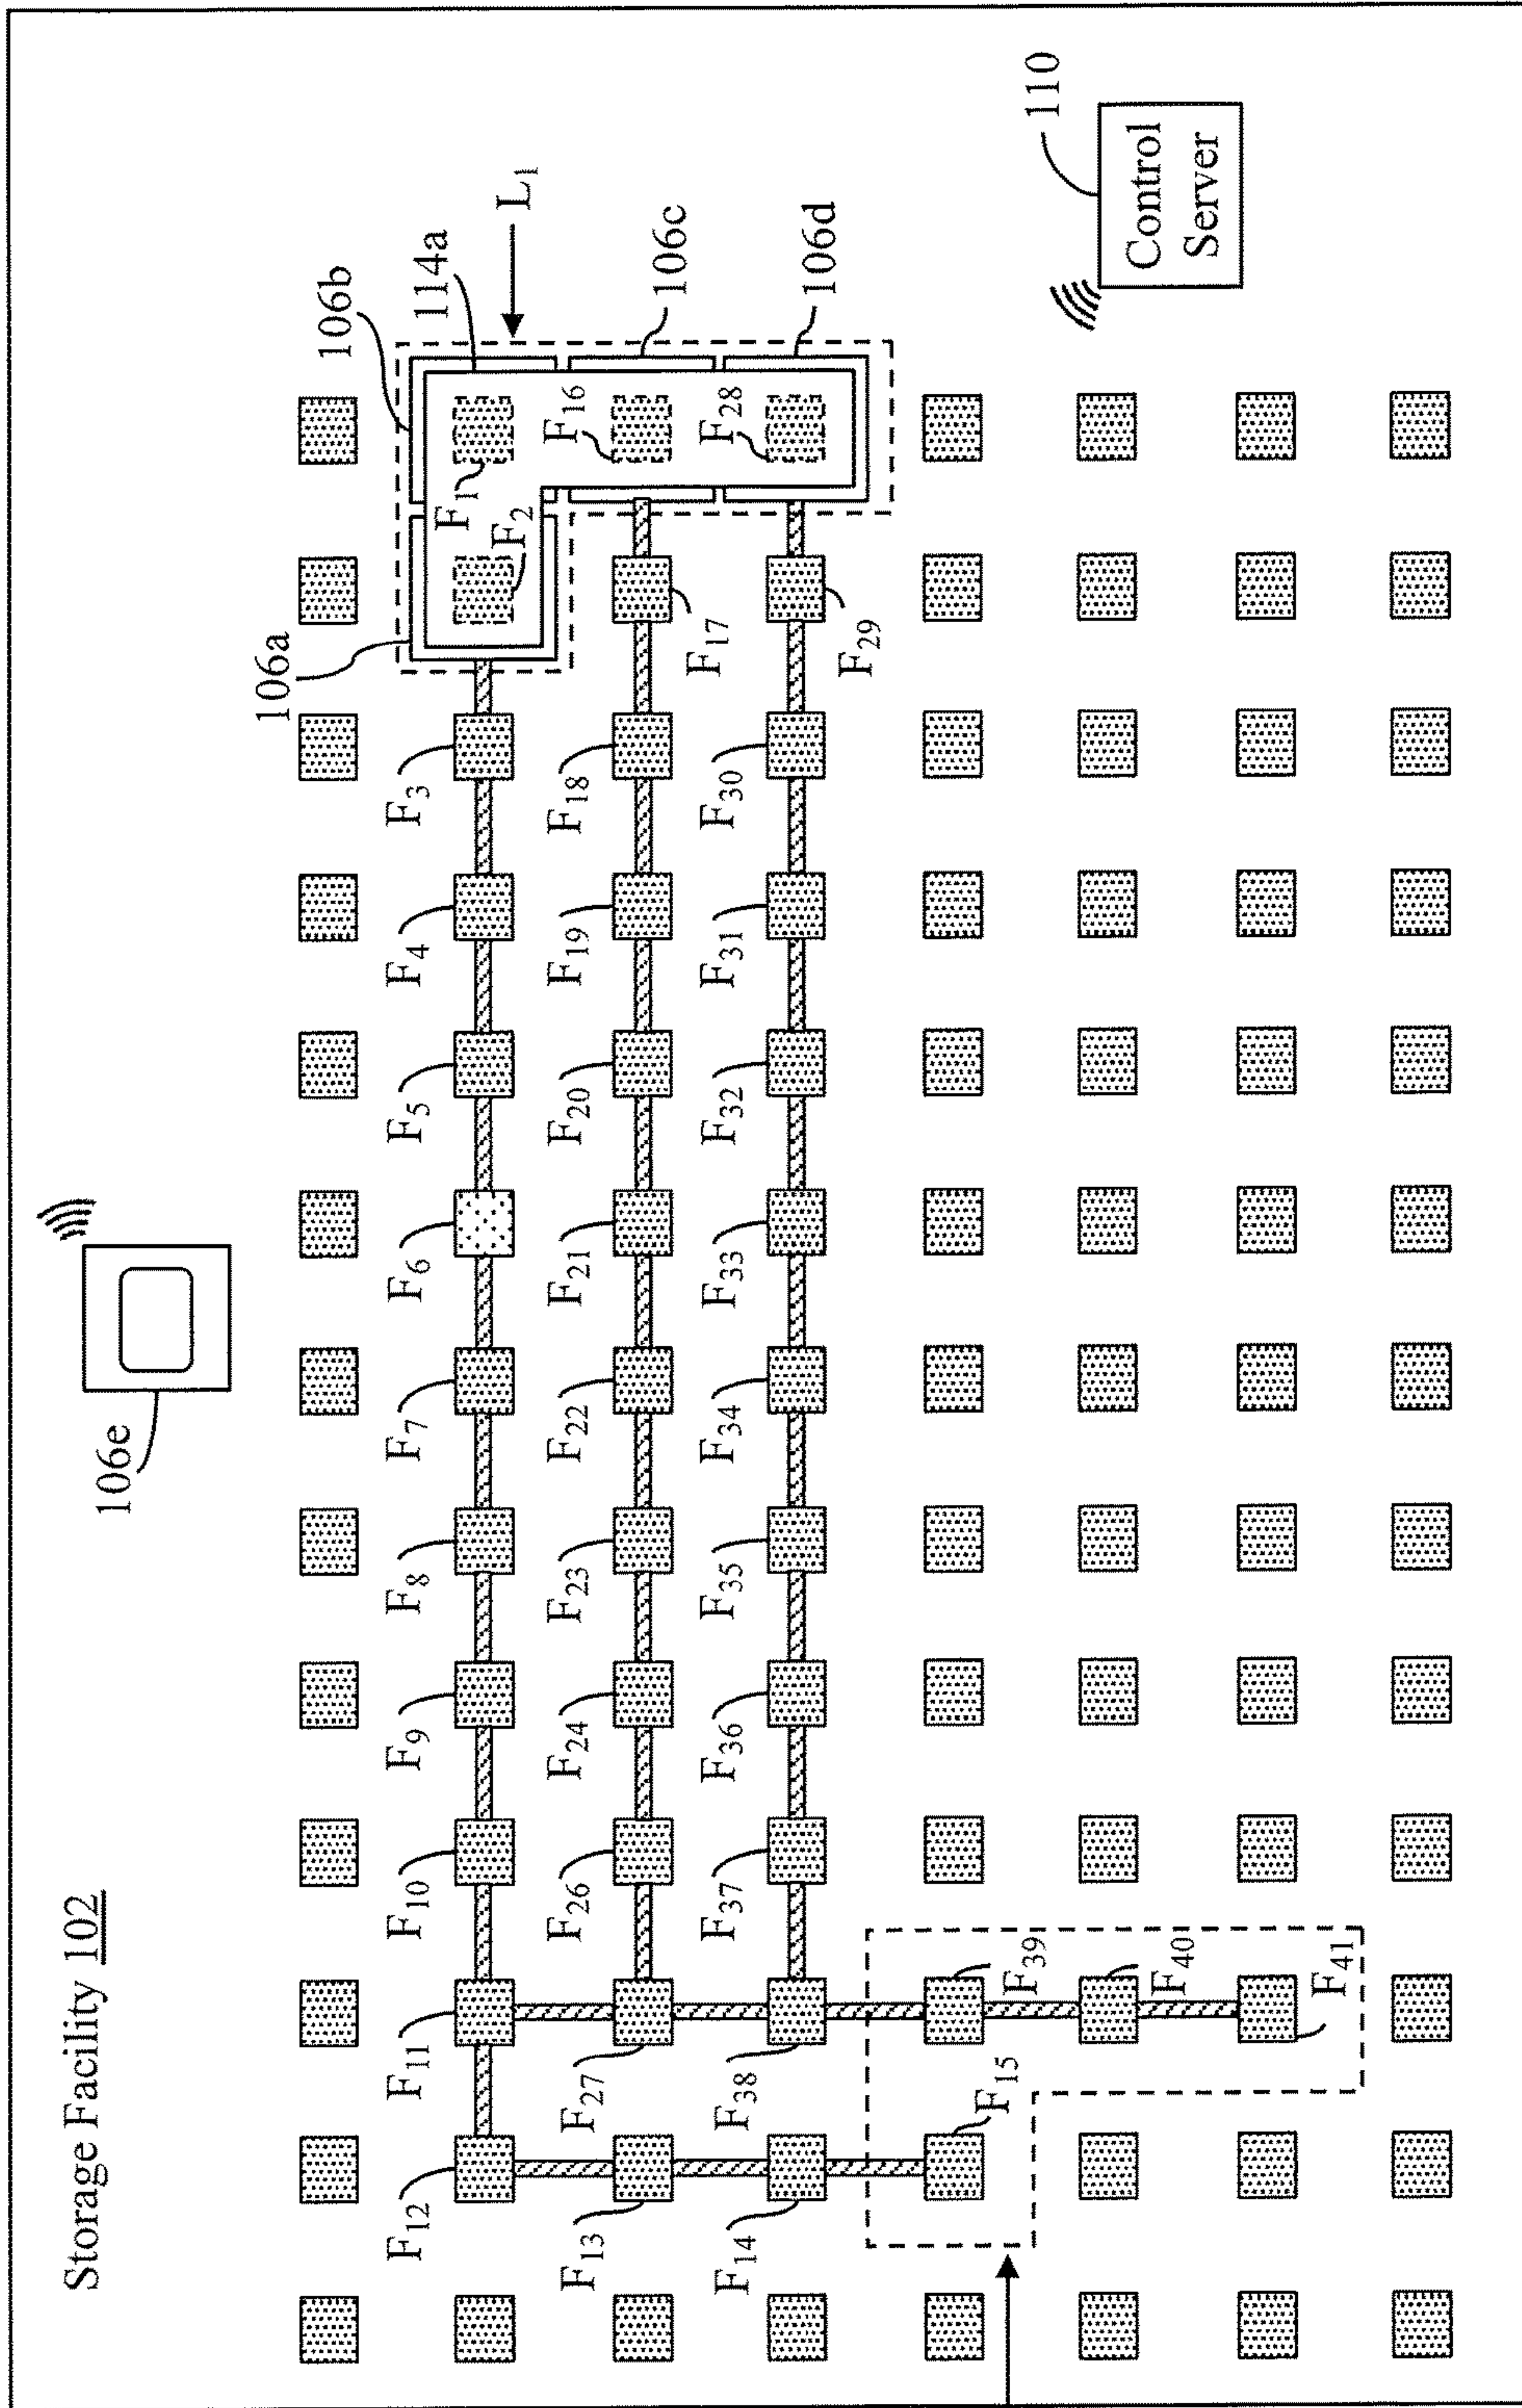 Storage Facility 102
106e
106a
106b
F12 F11 F10 F9 F8 F7 F6 F5 F4 F3
114a
F1
F2
L1
F13 F27 F26 F24 F23 F22 F21 F20 F19 F18 F16
106c
F17
F14 F38 F37 F36 F35 F34 F33 F32 F31 F30 F28
106d
F29
F15 F39 F40 F41
110
Control
Server